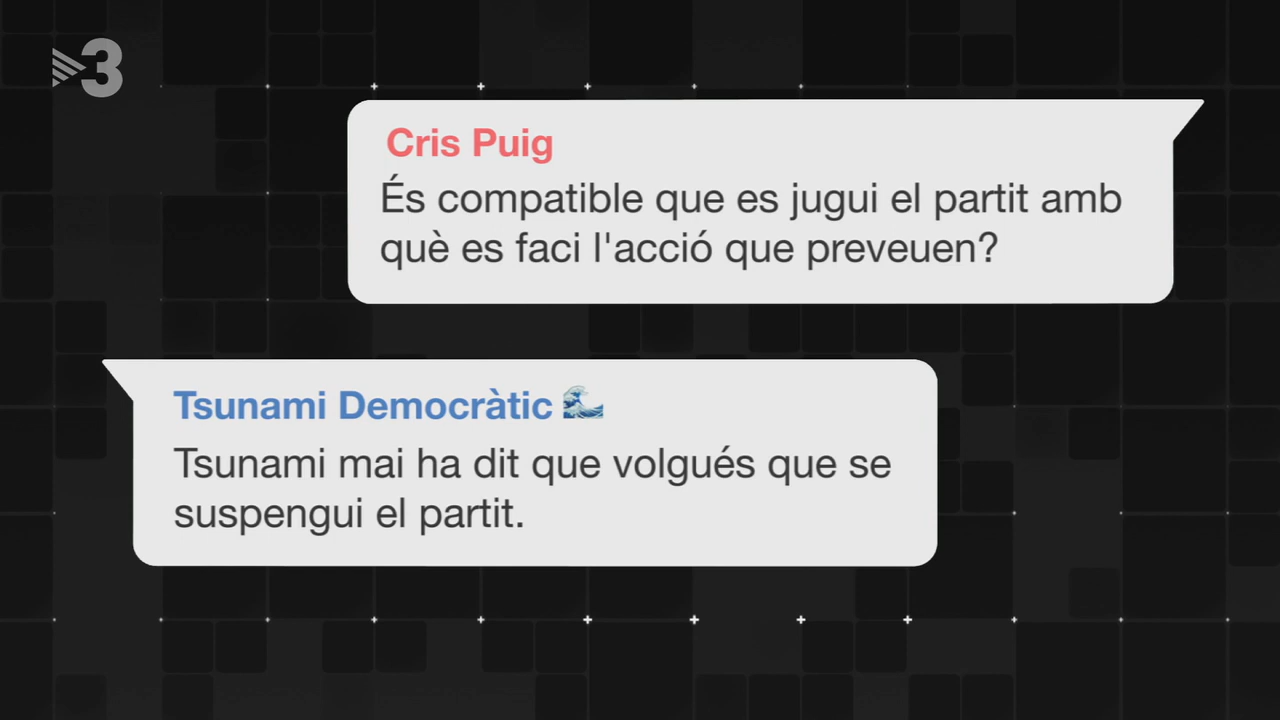 3
Cris Puig
És compatible que es jugui el partit amb
què es faci l'acció que preveuen?
Tsunami Democràtic 🌊
Tsunami mai ha dit que volgués que se
suspengui el partit.